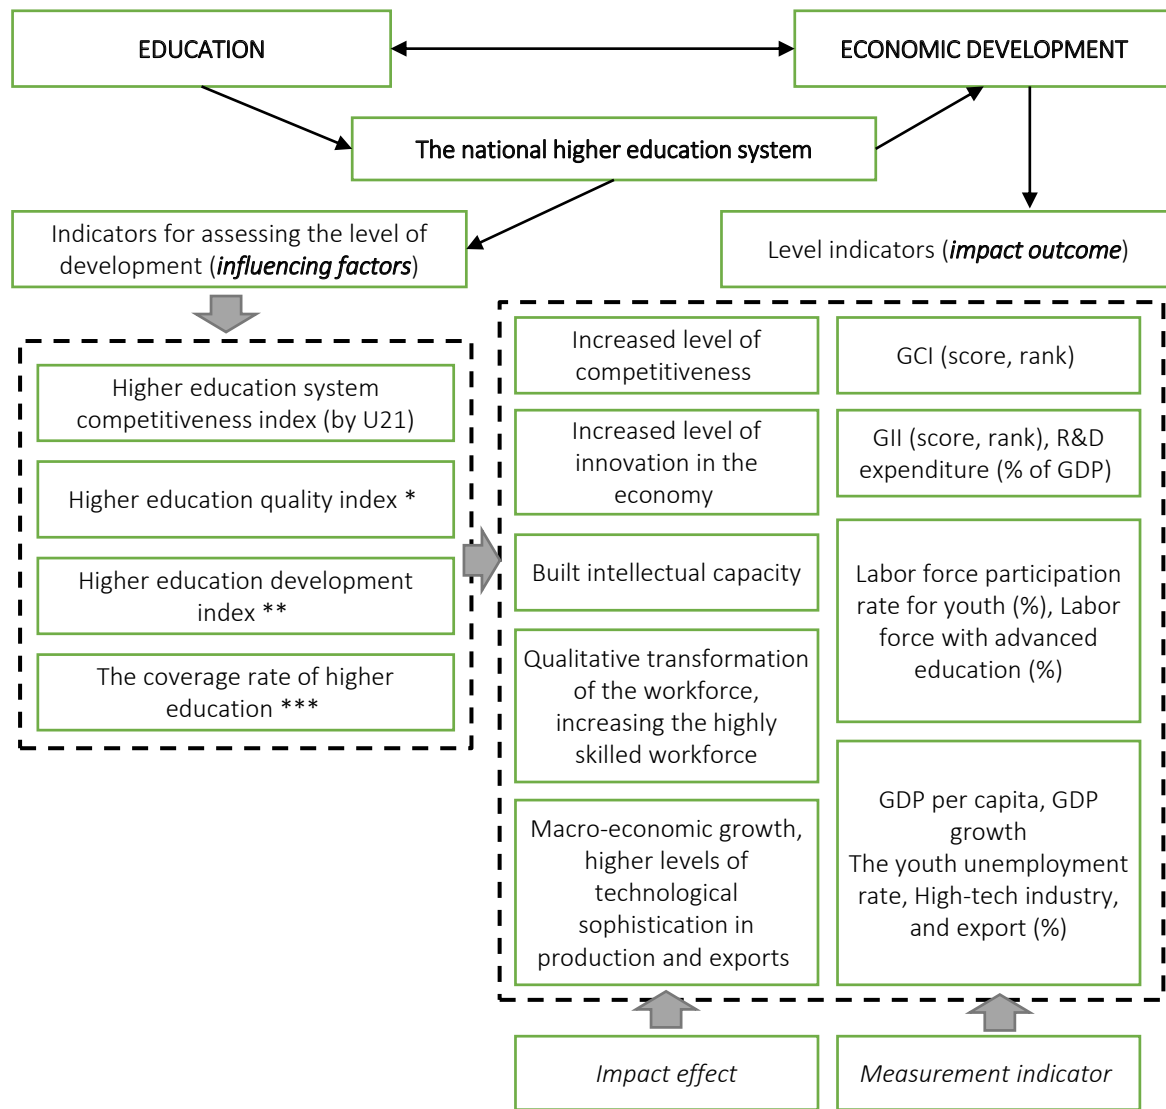 EDUCATION
ECONOMIC DEVELOPMENT
The national higher education system
Indicators for assessing the level of
development (influencing factors)
Level indicators (impact outcome)
Higher education system
competitiveness index (by U21)
Higher education quality index *
Higher education development
index **
The coverage rate of higher
education ***
Increased level of
competitiveness
GCI (score, rank)
Increased level of
innovation in the
economy
GII (score, rank), R&D
expenditure (% of GDP)
Built intellectual capacity
Labor force participation
rate for youth (%), Labor
force with advanced
education (%)
Qualitative transformation
of the workforce,
increasing the highly
skilled workforce
Macro-economic growth,
higher levels of
technological
sophistication in
production and exports
GDP per capita, GDP
growth
The youth unemployment
rate, High-tech industry,
and export (%)
Impact effect
Measurement indicator